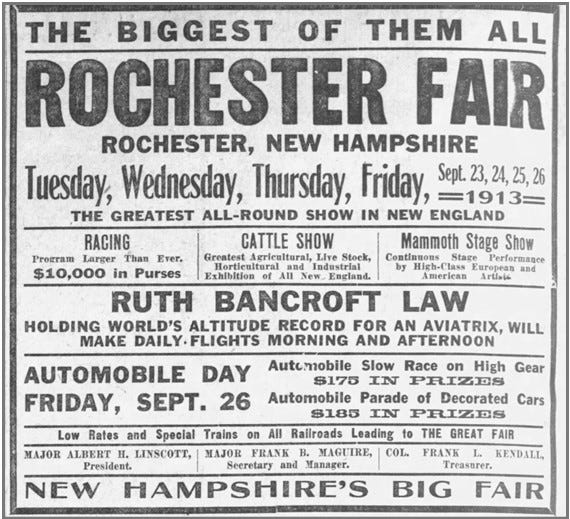 THE BIGGEST OF THEM ALL
ROCHESTER FAIR
ROCHESTER, NEW HAMPSHIRE
Tuesday, Wednesday, Thursday, Friday, Sept. 23, 24, 25, 26
1913
THE GREATEST ALL-ROUND SHOW IN NEW ENGLAND
RACING
Program Larger Than Ever.
$10,000 in Purses
CATTLE SHOW
Greatest Agricultural, Live Stock,
Horticultural and Industrial
Exhibition of All New England.
Mammoth Stage Show
Continuous Stage Performance
by High-Class European and
American Artists
RUTH BANCROFT LAW
HOLDING WORLD'S ALTITUDE RECORD FOR AN AVIATRIX, WILL
MAKE DAILY FLIGHTS MORNING AND AFTERNOON
AUTOMOBILE DAY
FRIDAY, SEPT. 26
Automobile Slow Race on High Gear
$175 IN PRIZES
Automobile Parade of Decorated Cars
$185 IN PRIZES
Low Rates and Special Trains on All Railroads Leading to THE GREAT FAIR
MAJOR ALBERT H. LINSCOTT,
President.
MAJOR FRANK B. MAGUIRE,
Secretary and Manager.
COL. FRANK L. KENDALL,
Treasurer.
NEW HAMPSHIRE'S BIG FAIR